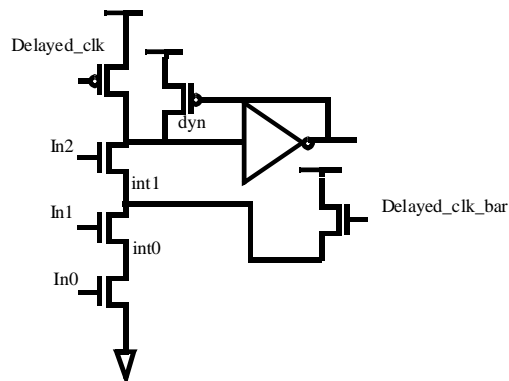 Delayed_clk
dyn
In2
int1
Delayed_clk_bar
In1
int0
In0